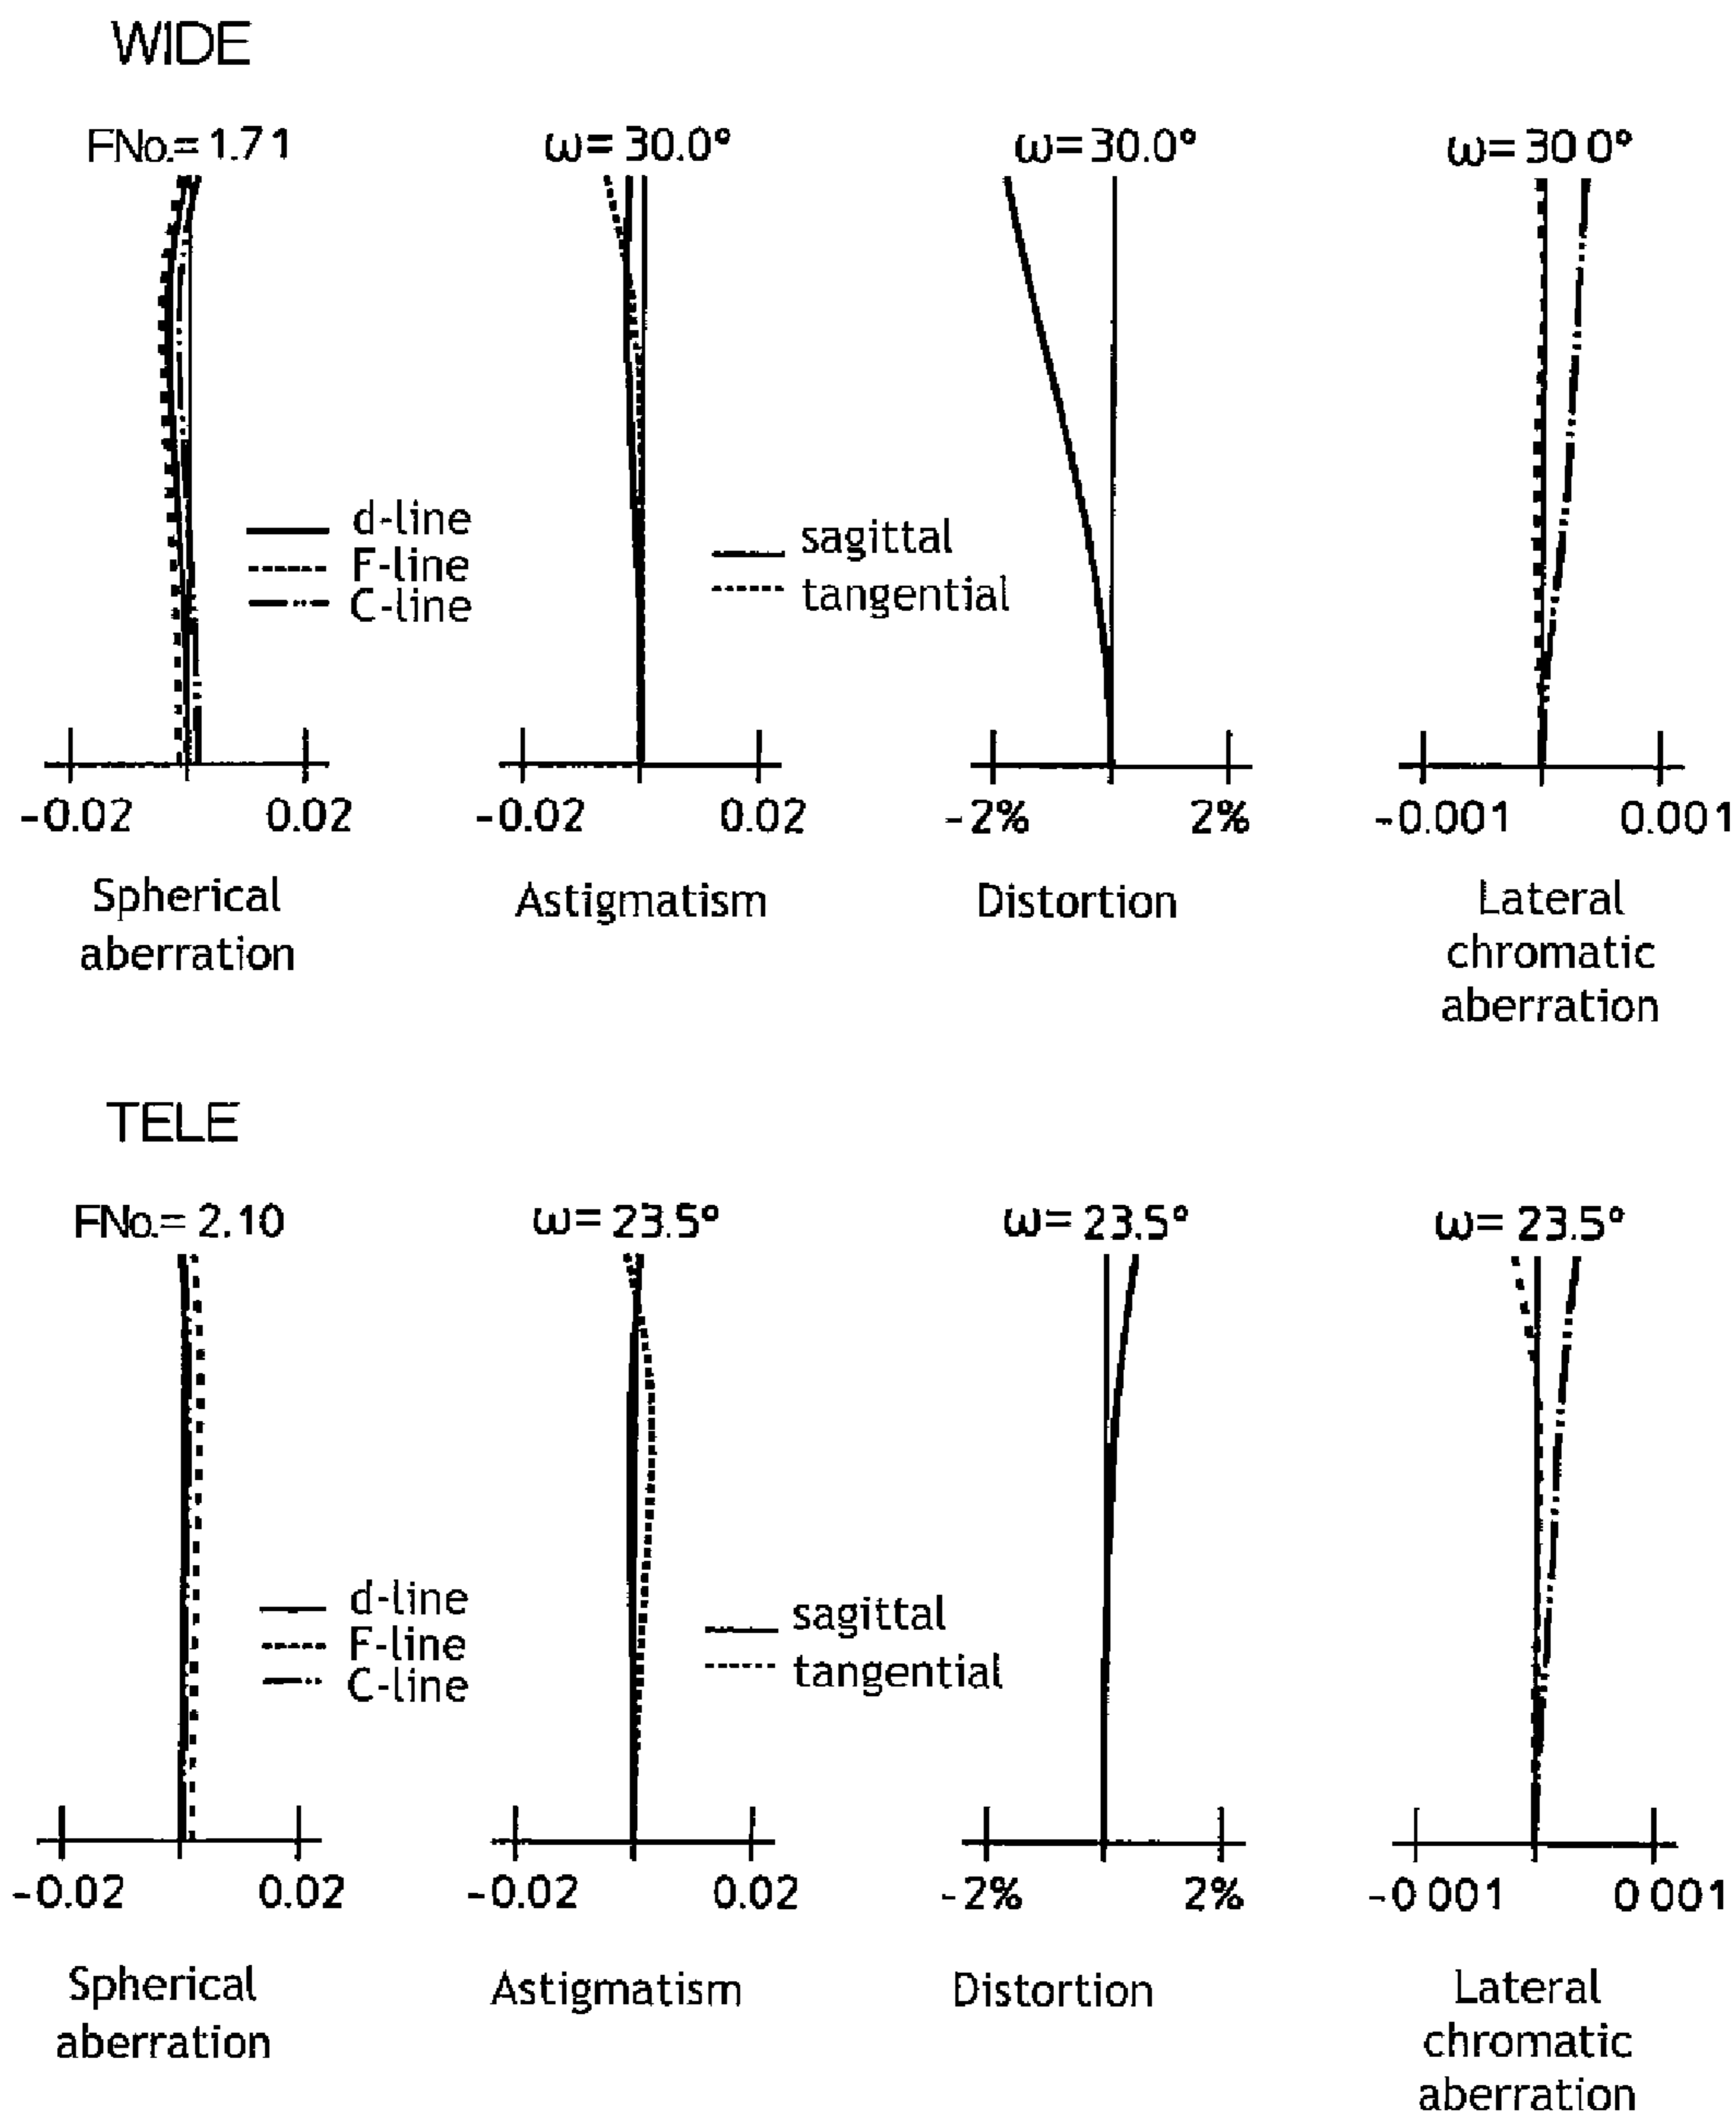 WIDE
FNo.= 1.71
ω= 30.0°
ω= 30.0°
ω= 30 0°
d-line
F-line
C-line
sagittal
tangential
-0.02 0.02
-0.02 0.02
-2% 2%
-0.001 0.001
Spherical
aberration
Astigmatism
Distortion
Lateral
chromatic
aberration
TELE
FNo.= 2.10
ω= 23.5°
ω= 23.5°
ω= 23.5°
d-line
F-line
C-line
sagittal
tangential
-0.02 0.02
-0.02 0.02
-2% 2%
-0 001 0 001
Spherical
aberration
Astigmatism
Distortion
Lateral
chromatic
aberration